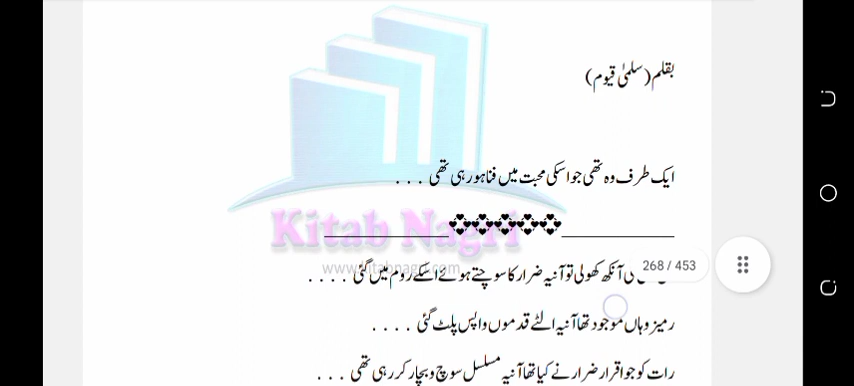 بقلم (سلمیٰ قیوم)
ایک طرف وہ تھی جو اسکی محبت میں فنا ہو رہی تھی . . .
Kitab Nagri
www.kitabnagri.com
آنکھ کھولی تو آنیہ ضرار کا سوچتے ہوئے اسکے روم میں گئی . . . .
268 / 453
رمیز وہاں موجود تھا آنیہ الٹے قدموں واپس پلٹ گئی . . . .
رات کو جو اقرار ضرار نے کیا تھا آنیہ مسلسل سوچ و بچار کر رہی تھی . . .